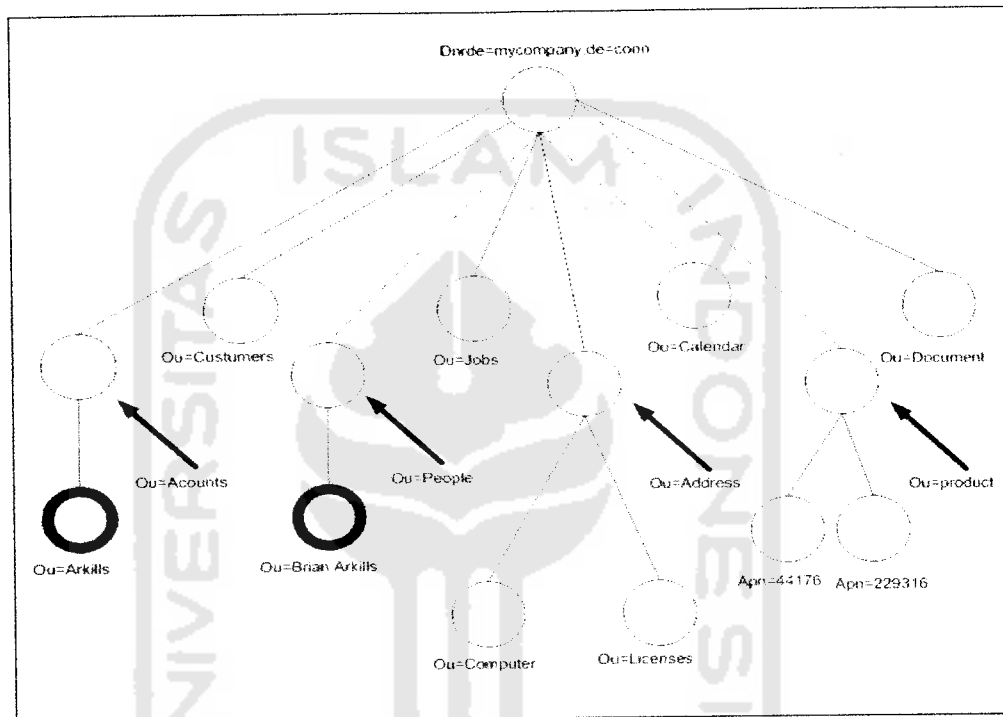 Dnrde=mycompany.de=conn
ISLAM
UNIVERSITAS
INDONESIA
Ou=Custumers
Ou=Jobs
Ou=Calendar
Ou=Document
Ou=Acounts
Ou=People
Ou=Address
Ou=product
Ou=Arkills
Ou=Brian Arkills
Apn=44176
Apn=229316
Ou=Computer
Ou=Licenses